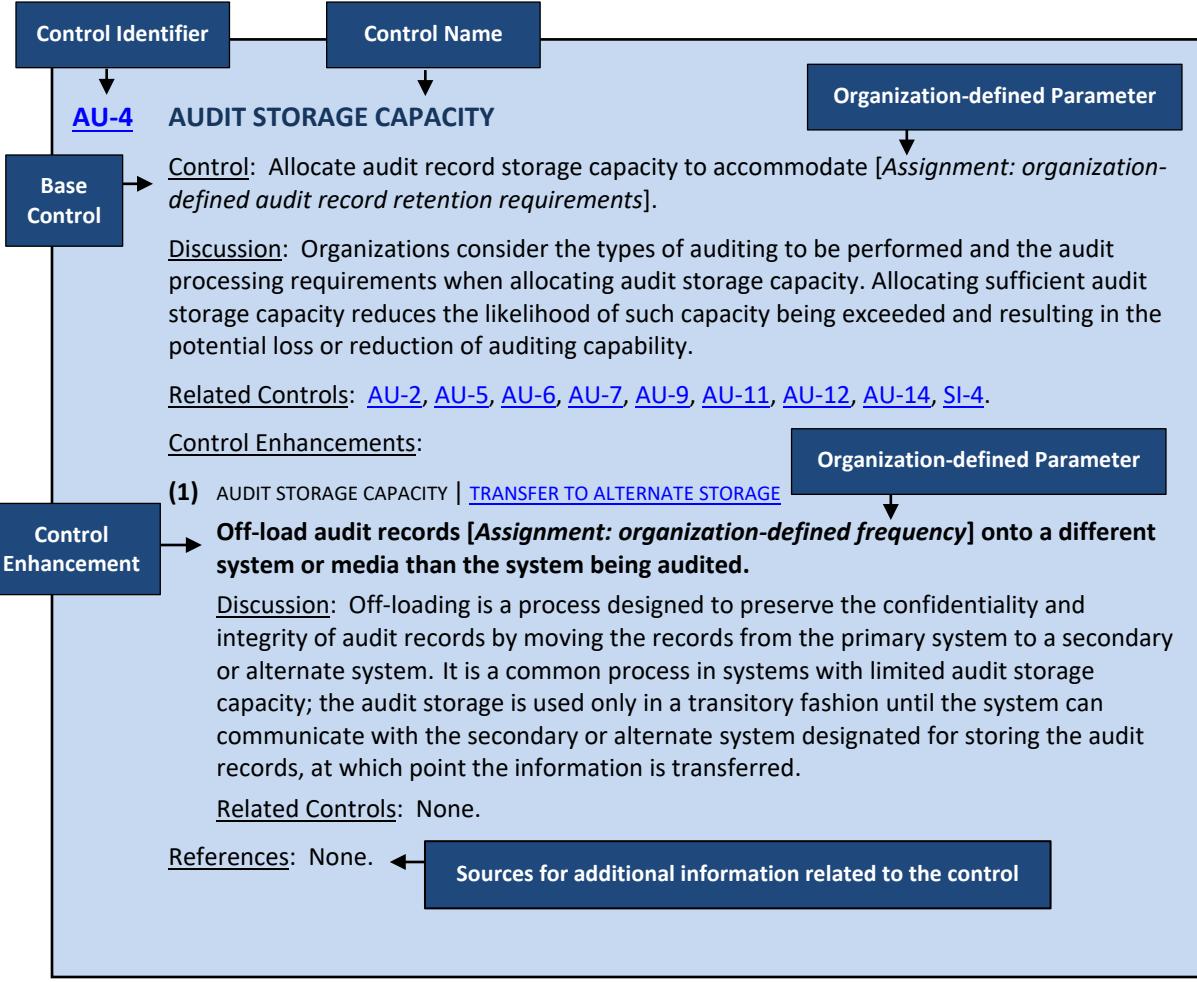 Control Identifier
Control Name
Organization-defined Parameter
AU-4 AUDIT STORAGE CAPACITY
Base
Control
Control: Allocate audit record storage capacity to accommodate [Assignment: organization-
defined audit record retention requirements].
Discussion: Organizations consider the types of auditing to be performed and the audit
processing requirements when allocating audit storage capacity. Allocating sufficient audit
storage capacity reduces the likelihood of such capacity being exceeded and resulting in the
potential loss or reduction of auditing capability.
Related Controls: AU-2, AU-5, AU-6, AU-7, AU-9, AU-11, AU-12, AU-14, SI-4.
Control Enhancements:
Organization-defined Parameter
(1) AUDIT STORAGE CAPACITY | TRANSFER TO ALTERNATE STORAGE
Control
Enhancement
Off-load audit records [Assignment: organization-defined frequency] onto a different
system or media than the system being audited.
Discussion: Off-loading is a process designed to preserve the confidentiality and
integrity of audit records by moving the records from the primary system to a secondary
or alternate system. It is a common process in systems with limited audit storage
capacity; the audit storage is used only in a transitory fashion until the system can
communicate with the secondary or alternate system designated for storing the audit
records, at which point the information is transferred.
Related Controls: None.
References: None.
Sources for additional information related to the control